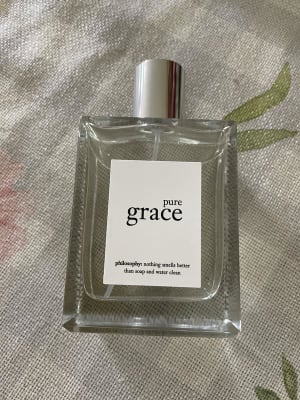 pure
grace
philosophy: nothing smells better
than soap and water clean.